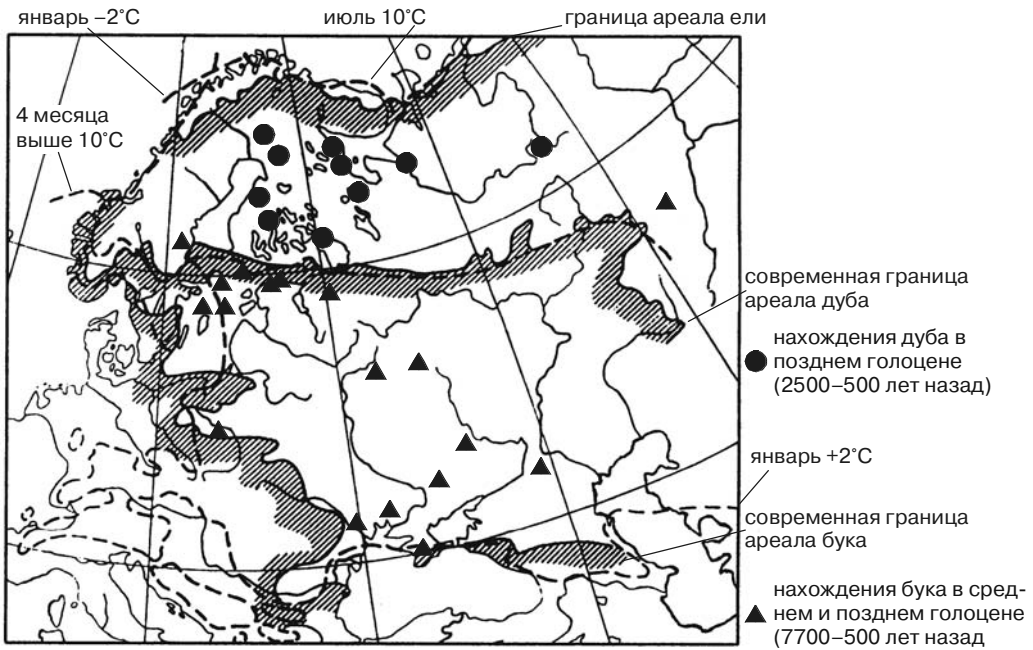 январь –2°C
июль 10°C
граница ареала ели
4 месяца
выше 10°C
современная граница
ареала дуба
нахождения дуба в
позднем голоцене
(2500–500 лет назад)
январь +2°C
современная граница
ареала бука
нахождения бука в сред-
нем и позднем голоцене
(7700–500 лет назад